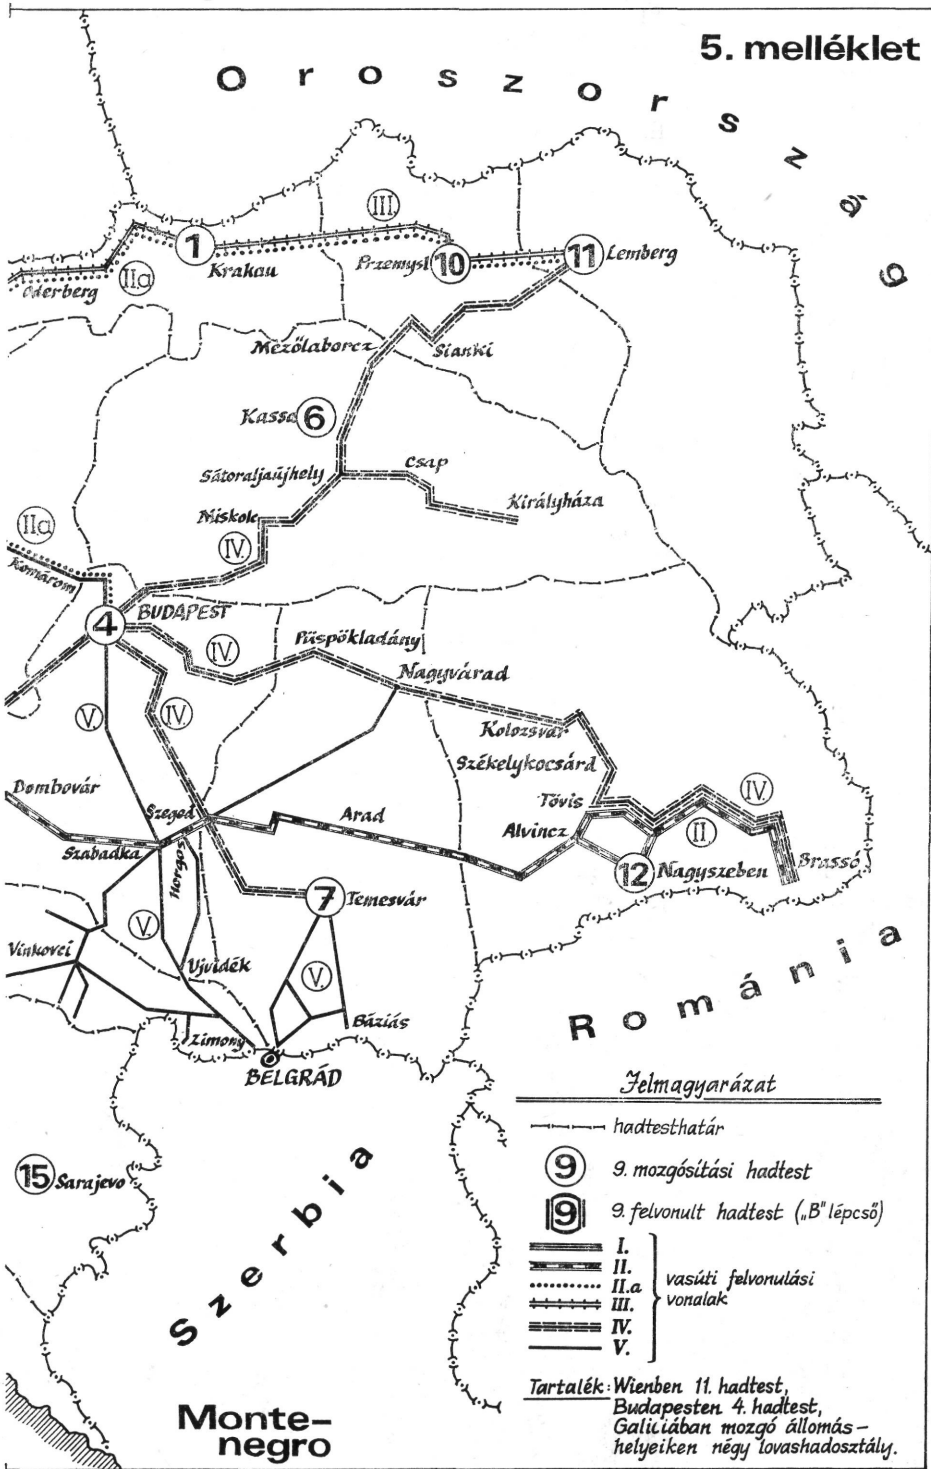 5. melléklet
Oroszország
III.
1
Krakau
Przemysl
10
11
Lemberg
IIa
Oderberg
Mezőlaborcz
Sianki
Kassa
6
Sátoraljaújhely
Csap
Királyháza
Miskolc
IIa
IV.
Komárom
4
BUDAPEST
IV.
Püspökladány
Nagyvárad
V.
IV.
Kolozsvár
Székelykocsárd
Dombovár
Szeged
Arad
Tövis
IV.
Alvincz
II.
Szabadka
Horgos
12
Nagyszeben
Brassó
7
Temesvár
V.
Vinkovci
Ujvidék
V.
Románia
Zimony
Báziás
BELGRÁD
15
Sarajevo
Szerbia
Monte-
negro
Jelmagyarázat
hadtesthatár
9
9. mozgósítási hadtest
9
9. felvonult hadtest („B" lépcső)
I.
II.
II.a
III.
IV.
V.
vasúti felvonulási
vonalak
Tartalék: Wienben 11. hadtest,
Budapesten 4. hadtest,
Galiciában mozgó állomás-
helyeiken négy lovashadosztály.